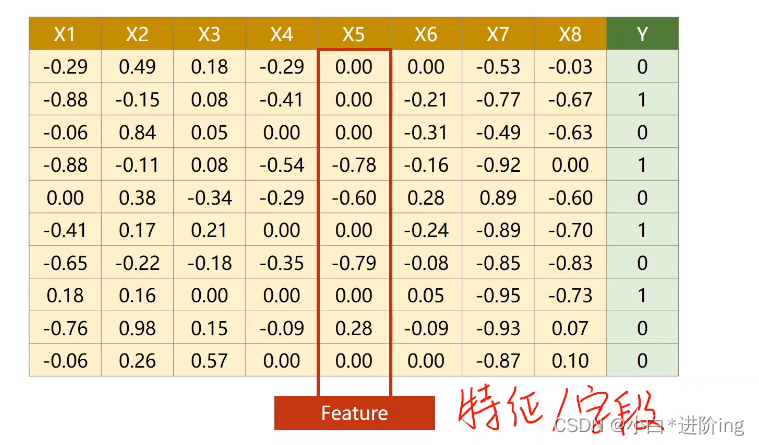 X1 X2 X3 X4 X5 X6 X7 X8 Y
-0.29 0.49 0.18 -0.29 0.00 0.00 -0.53 -0.03 0
-0.88 -0.15 0.08 -0.41 0.00 -0.21 -0.77 -0.67 1
-0.06 0.84 0.05 0.00 0.00 -0.31 -0.49 -0.63 0
-0.88 -0.11 0.08 -0.54 -0.78 -0.16 -0.92 0.00 1
0.00 0.38 -0.34 -0.29 -0.60 0.28 0.89 -0.60 0
-0.41 0.17 0.21 0.00 0.00 -0.24 -0.89 -0.70 1
-0.65 -0.22 -0.18 -0.35 -0.79 -0.08 -0.85 -0.83 0
0.18 0.16 0.00 0.00 0.00 0.05 -0.95 -0.73 1
-0.76 0.98 0.15 -0.09 0.28 -0.09 -0.93 0.07 0
-0.06 0.26 0.57 0.00 0.00 0.00 -0.87 0.10 0
Feature 特征/字段
CSDN @小白*进阶ing